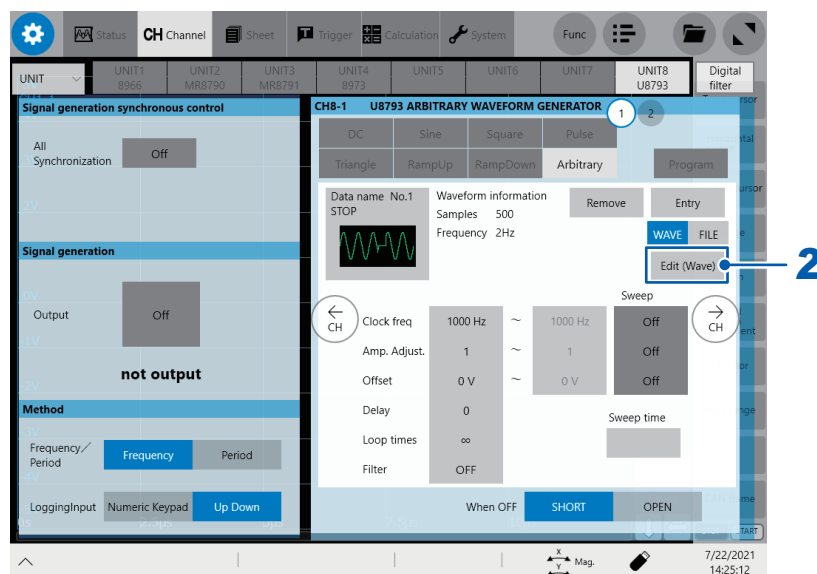 Status CH Channel Sheet Trigger Calculation System Func
UNIT UNIT1 8966 UNIT2 MR8790 UNIT3 MR8791 UNIT4 8973 UNIT5 UNIT6 UNIT7 UNIT8 U8793 Digital filter
Signal generation synchronous control
All Synchronization Off
Signal generation
Output Off
not output
Method
Frequency/ Period Frequency Period
LoggingInput Numeric Keypad Up Down
CH8-1 U8793 ARBITRARY WAVEFORM GENERATOR 1 2
DC Sine Square Pulse
Triangle RampUp RampDown Arbitrary Program
Data name No.1
STOP
Waveform information
Samples 500
Frequency 2Hz
Remove Entry
WAVE FILE
Edit (Wave)
2
Sweep
CH
CH
Clock freq 1000 Hz ~ 1000 Hz Off
Amp. Adjust. 1 ~ 1 Off
Offset 0 V ~ 0 V Off
Delay 0
Loop times ∞
Sweep time
Filter OFF
When OFF SHORT OPEN
START
X
Y
Mag.
7/22/2021
14:25:12